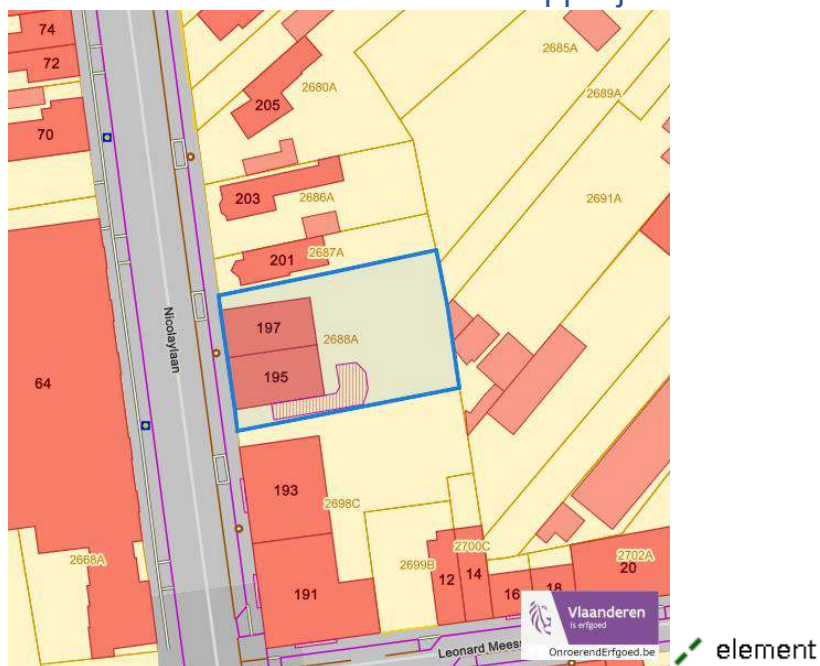 74
72
70
2685A
2680A
2689A
205
203
2686A
2691A
201
2687A
Nicolaylaan
197
2688A
195
64
193
2698C
2668A
2699B
2700C
2702A
12
14
16
18
20
191
Vlaanderen
is erfgoed
OnroerendErfgoed.be
Leonard
element